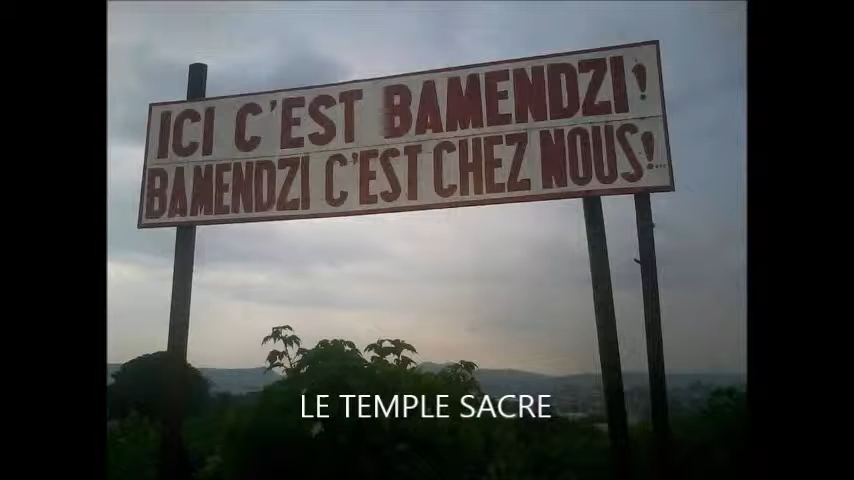 ICI C'EST BAMENDZI!
BAMENDZI C'EST CHEZ NOUS!...
LE TEMPLE SACRE